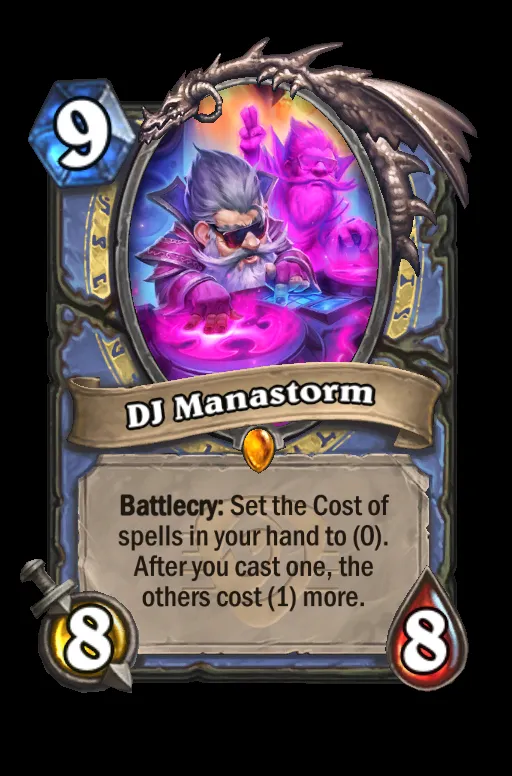 9
DJ Manastorm
Battlecry: Set the Cost of
spells in your hand to (0).
After you cast one, the
others cost (1) more.
8
8